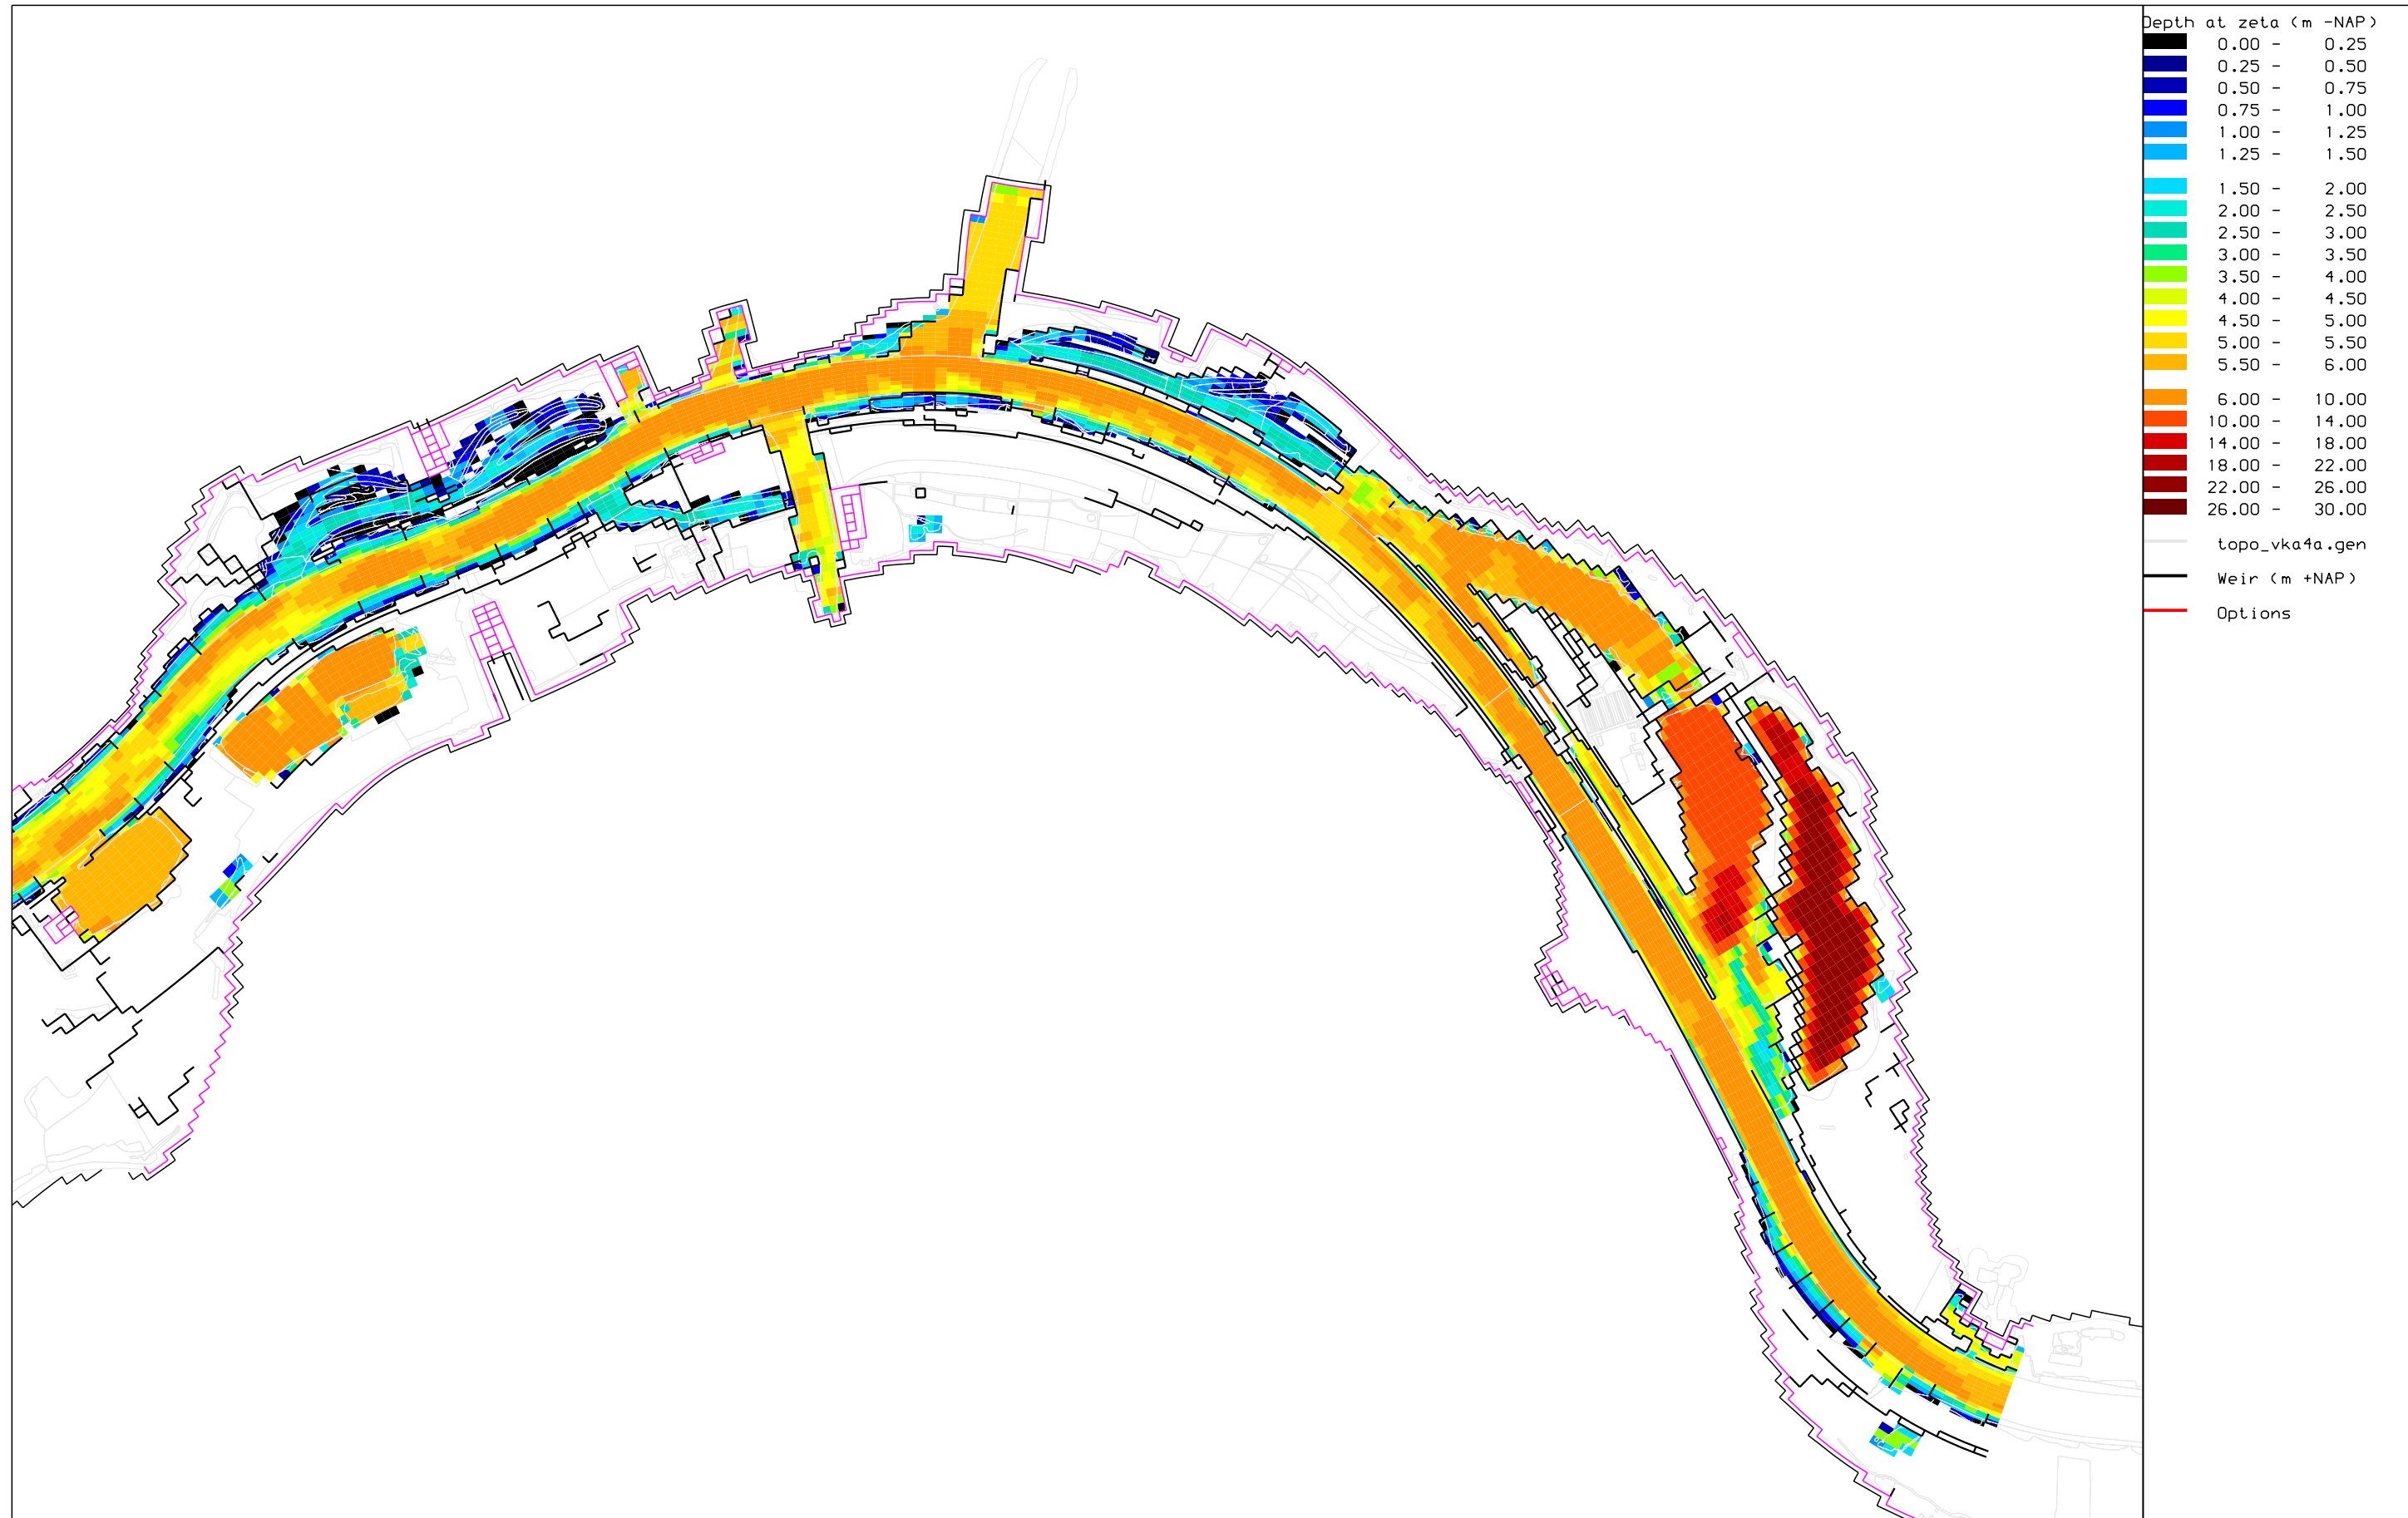 Depth at zeta (m -NAP)
0.00 - 0.25
0.25 - 0.50
0.50 - 0.75
0.75 - 1.00
1.00 - 1.25
1.25 - 1.50
1.50 - 2.00
2.00 - 2.50
2.50 - 3.00
3.00 - 3.50
3.50 - 4.00
4.00 - 4.50
4.50 - 5.00
5.00 - 5.50
5.50 - 6.00
6.00 - 10.00
10.00 - 14.00
14.00 - 18.00
18.00 - 22.00
22.00 - 26.00
26.00 - 30.00
topo_vka4a.gen
Weir (m +NAP)
Options